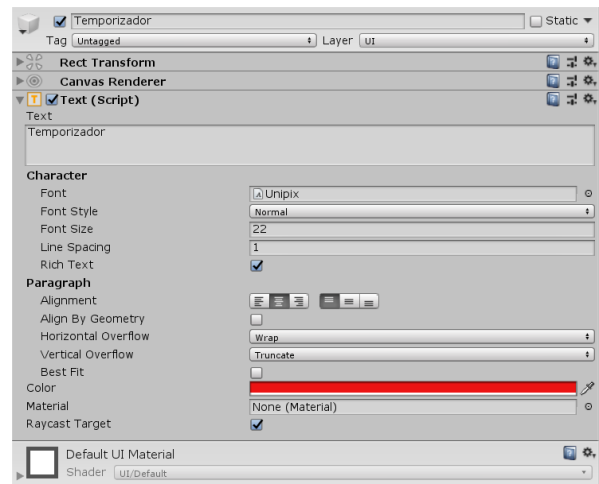 Temporizador Static
Tag Untagged Layer UI
Rect Transform
Canvas Renderer
Text (Script)
Text
Temporizador
Character
Font Unipix
Font Style Normal
Font Size 22
Line Spacing 1
Rich Text
Paragraph
Alignment
Align By Geometry
Horizontal Overflow Wrap
Vertical Overflow Truncate
Best Fit
Color
Material None (Material)
Raycast Target
Default UI Material
Shader UI/Default